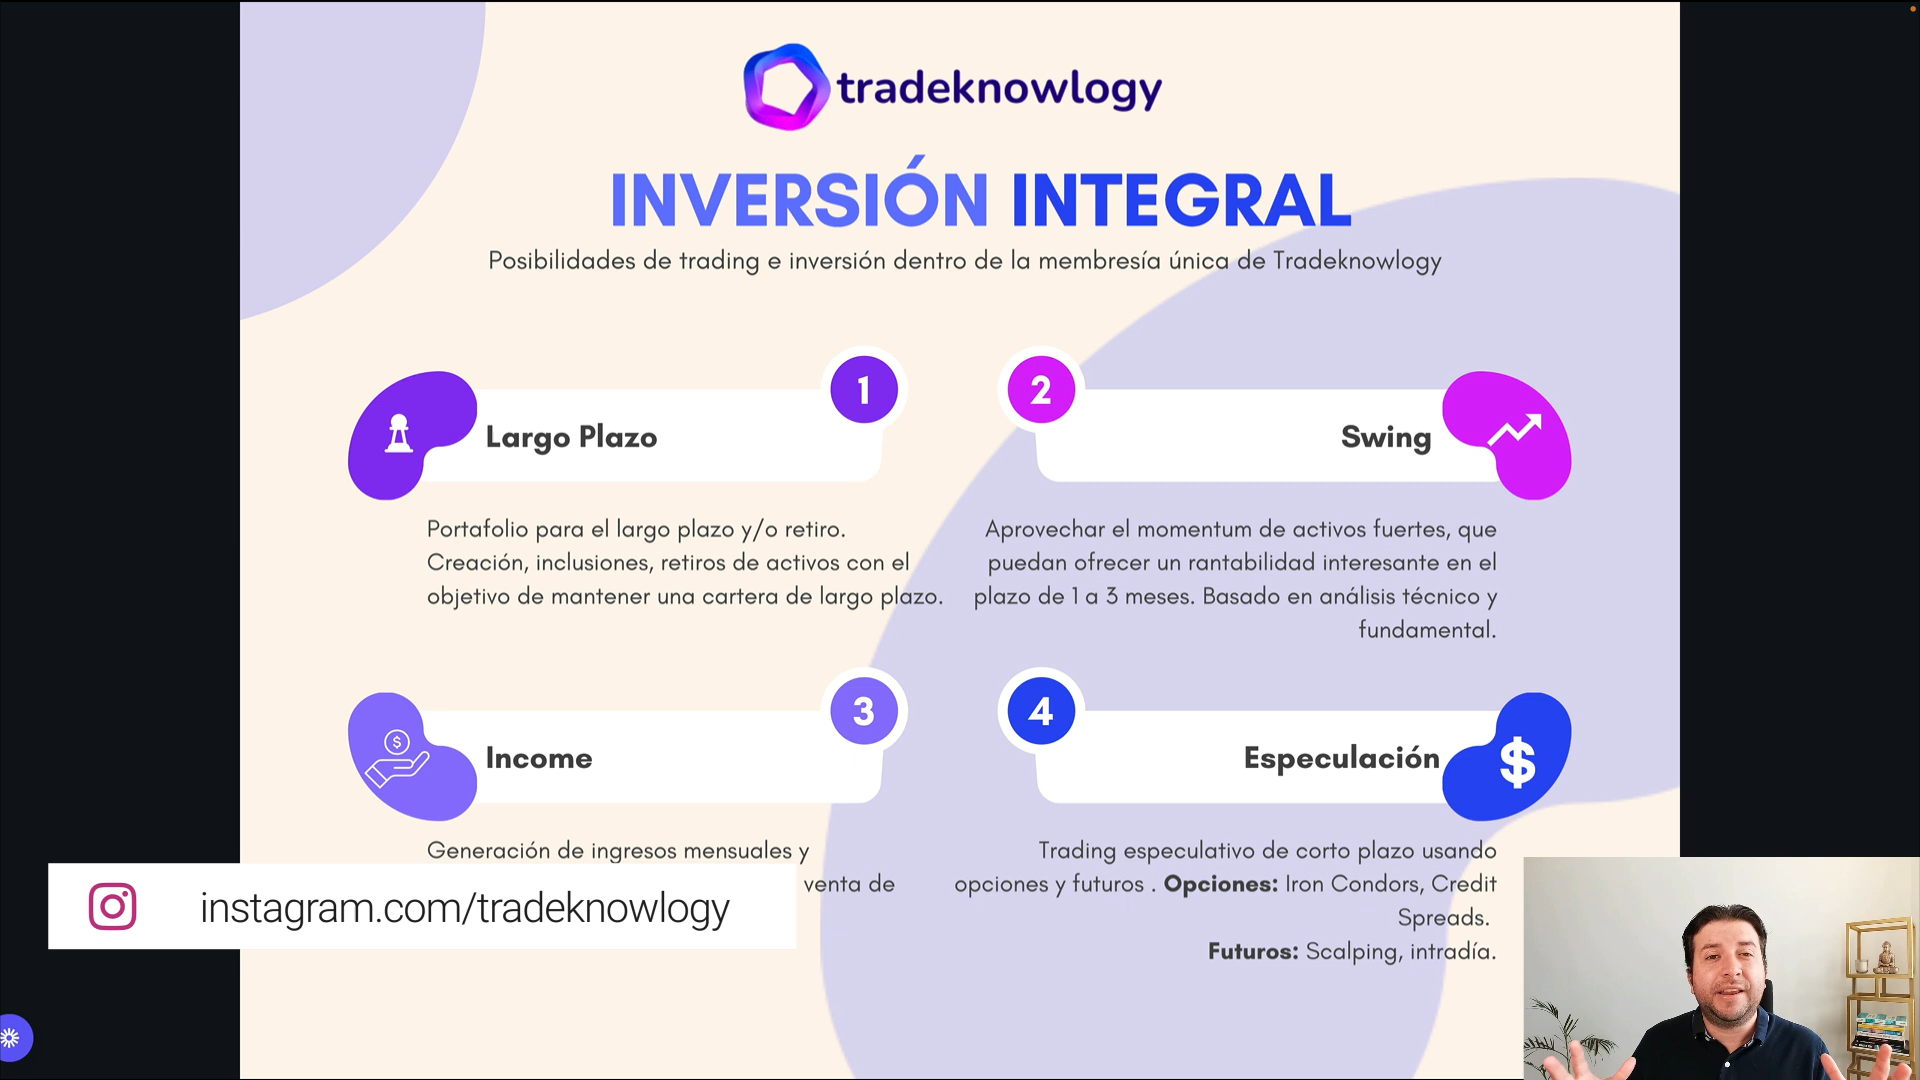 tradeknowlogy
INVERSIÓN INTEGRAL
Posibilidades de trading e inversión dentro de la membresía única de Tradeknowlogy
1
Largo Plazo
Portafolio para el largo plazo y/o retiro.
Creación, inclusiones, retiros de activos con el
objetivo de mantener una cartera de largo plazo.
2
Swing
Aprovechar el momentum de activos fuertes, que
puedan ofrecer un rantabilidad interesante en el
plazo de 1 a 3 meses. Basado en análisis técnico y
fundamental.
3
Income
$
Generación de ingresos mensuales y
venta de
4
Especulación
$
Trading especulativo de corto plazo usando
opciones y futuros . Opciones: Iron Condors, Credit
Spreads.
Futuros: Scalping, intradía.
instagram.com/tradeknowlogy